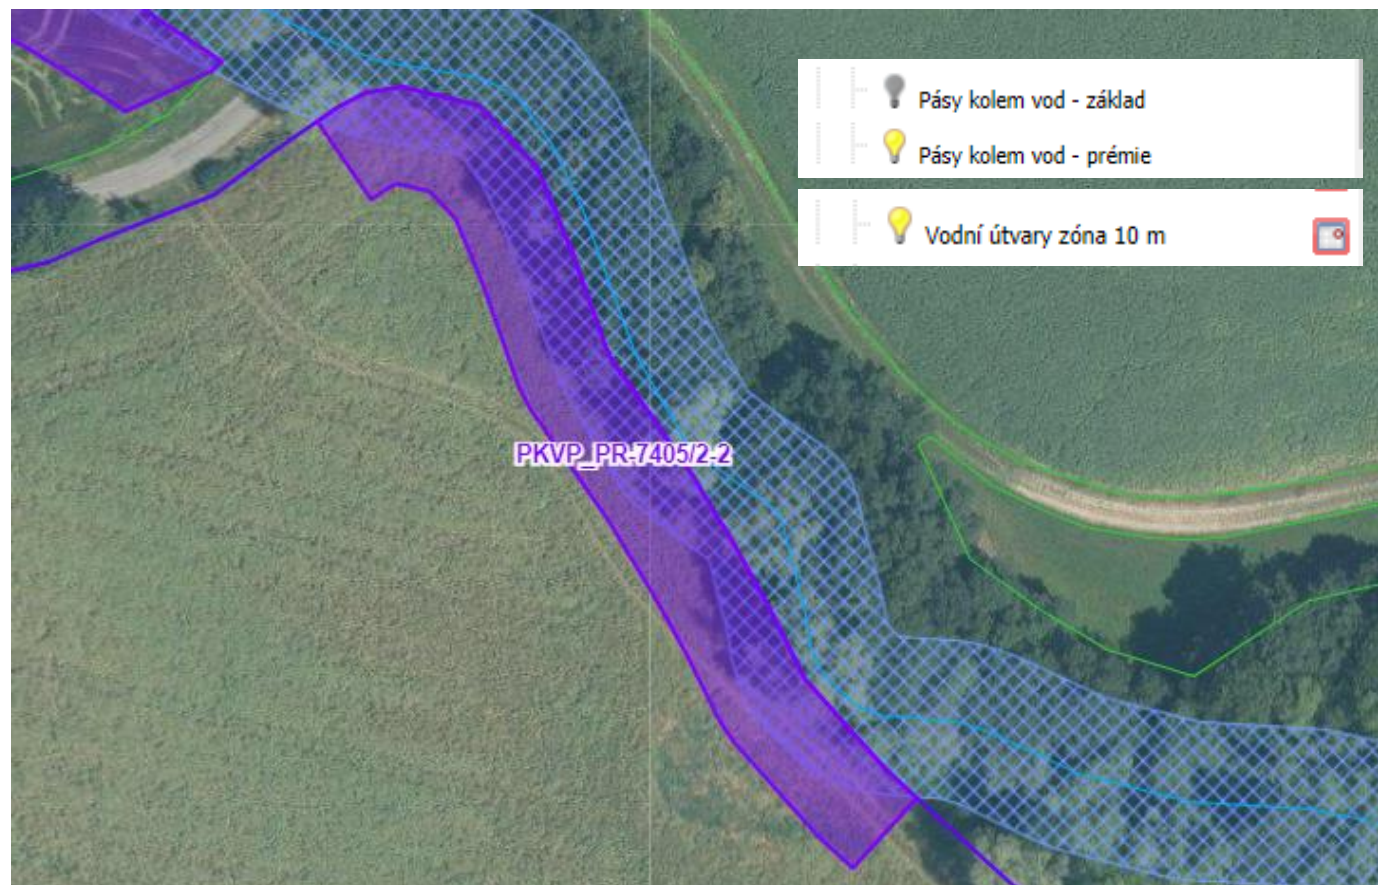 Pásy kolem vod - základ
Pásy kolem vod - prémie
Vodní útvary zóna 10 m
PKVP_PR-7405/2-2